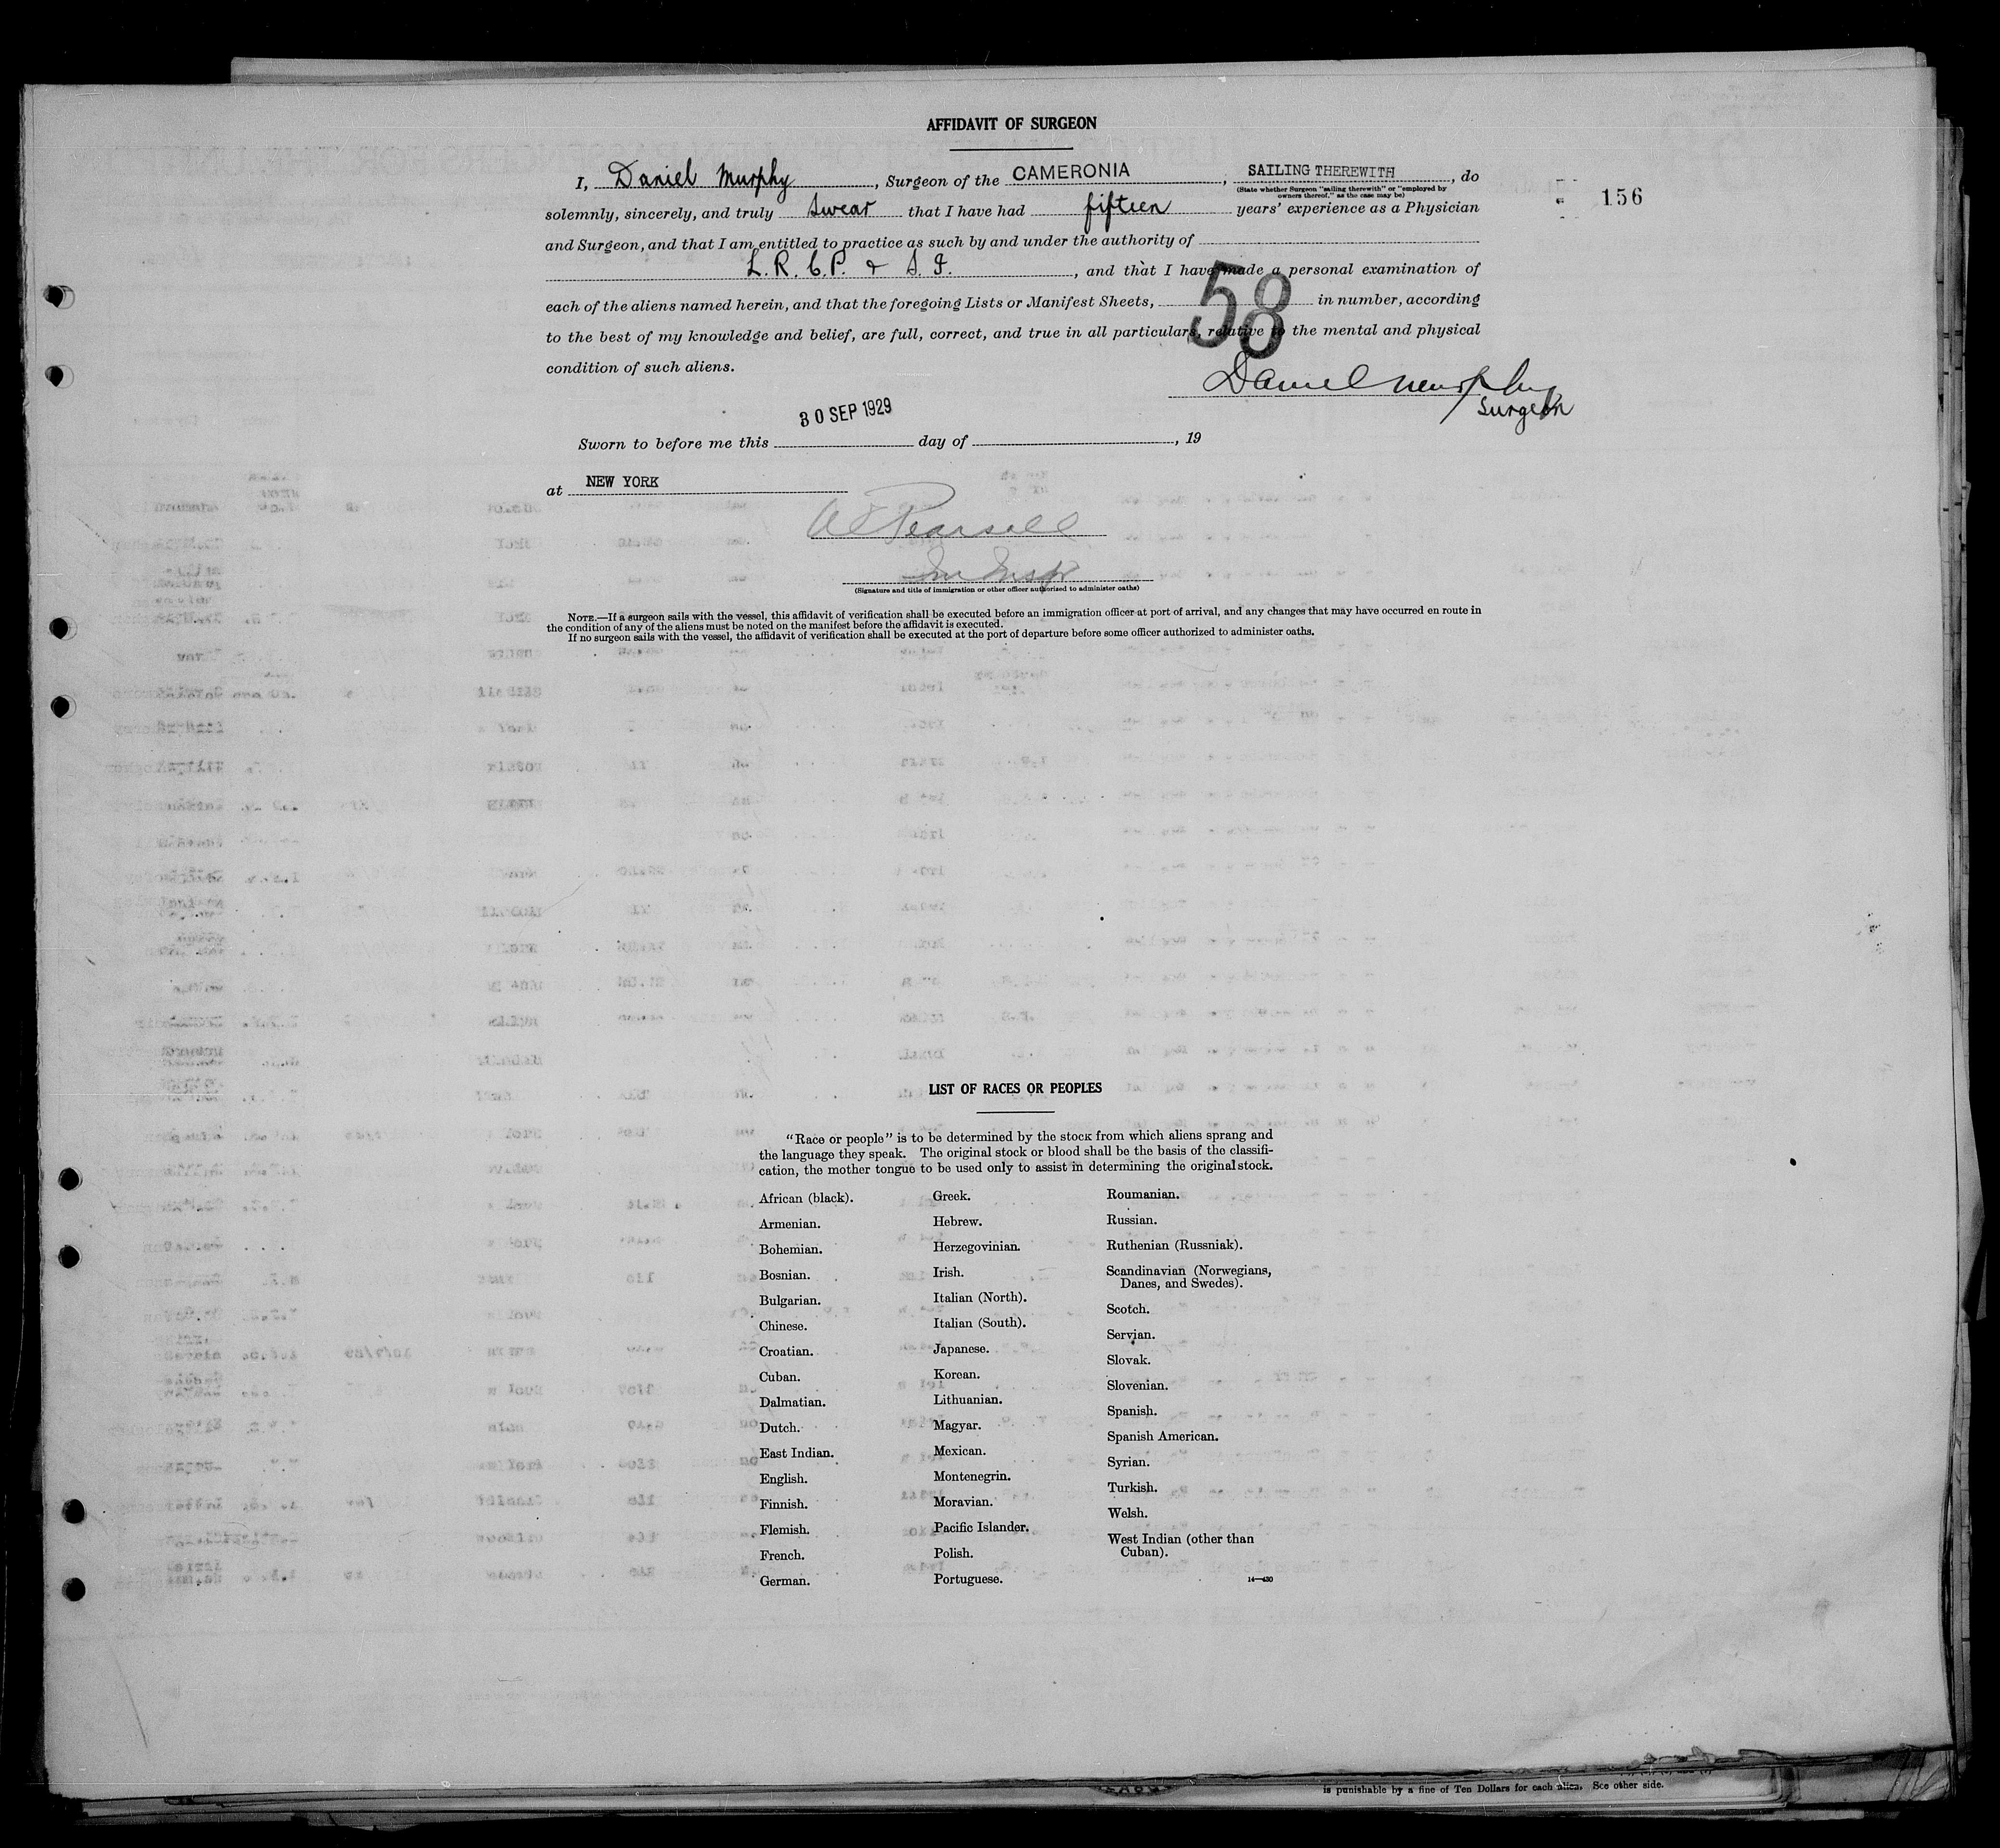 AFFIDAVIT OF SURGEON
I, Daniel Murphy, Surgeon of the CAMERONIA, SAILING THEREWITH, do
(State whether Surgeon "sailing therewith" or "employed by
owners thereof," as the case may be)
156
solemnly, sincerely, and truly swear that I have had fifteen years' experience as a Physician
and Surgeon, and that I am entitled to practice as such by and under the authority of
L. R. C. P. & S. I., and that I have made a personal examination of
each of the aliens named herein, and that the foregoing Lists or Manifest Sheets, 58 in number, according
to the best of my knowledge and belief, are full, correct, and true in all particulars, relative to the mental and physical
condition of such aliens.
Daniel Murphy
Surgeon
30 SEP 1929
Sworn to before me this day of , 19
at NEW YORK
Pearsall
Im Inspr
(Signature and title of immigration or other officer authorized to administer oaths)
NOTE.—If a surgeon sails with the vessel, this affidavit of verification shall be executed before an immigration officer at port of arrival, and any changes that may have occurred en route in
the condition of any of the aliens must be noted on the manifest before the affidavit is executed.
If no surgeon sails with the vessel, the affidavit of verification shall be executed at the port of departure before some officer authorized to administer oaths.
LIST OF RACES OR PEOPLES
"Race or people" is to be determined by the stock from which aliens sprang and
the language they speak. The original stock or blood shall be the basis of the classifi-
cation, the mother tongue to be used only to assist in determining the original stock.
African (black).
Armenian.
Bohemian.
Bosnian.
Bulgarian.
Chinese.
Croatian.
Cuban.
Dalmatian.
Dutch.
East Indian.
English.
Finnish.
Flemish.
French.
German.
Greek.
Hebrew.
Herzegovinian.
Irish.
Italian (North).
Italian (South).
Japanese.
Korean.
Lithuanian.
Magyar.
Mexican.
Montenegrin.
Moravian.
Pacific Islander.
Polish.
Portuguese.
Roumanian.
Russian.
Ruthenian (Russniak).
Scandinavian (Norwegians,
Danes, and Swedes).
Scotch.
Servian.
Slovak.
Slovenian.
Spanish.
Spanish American.
Syrian.
Turkish.
Welsh.
West Indian (other than
Cuban).
14—430
is punishable by a fine of Ten Dollars for each alien. See other side.